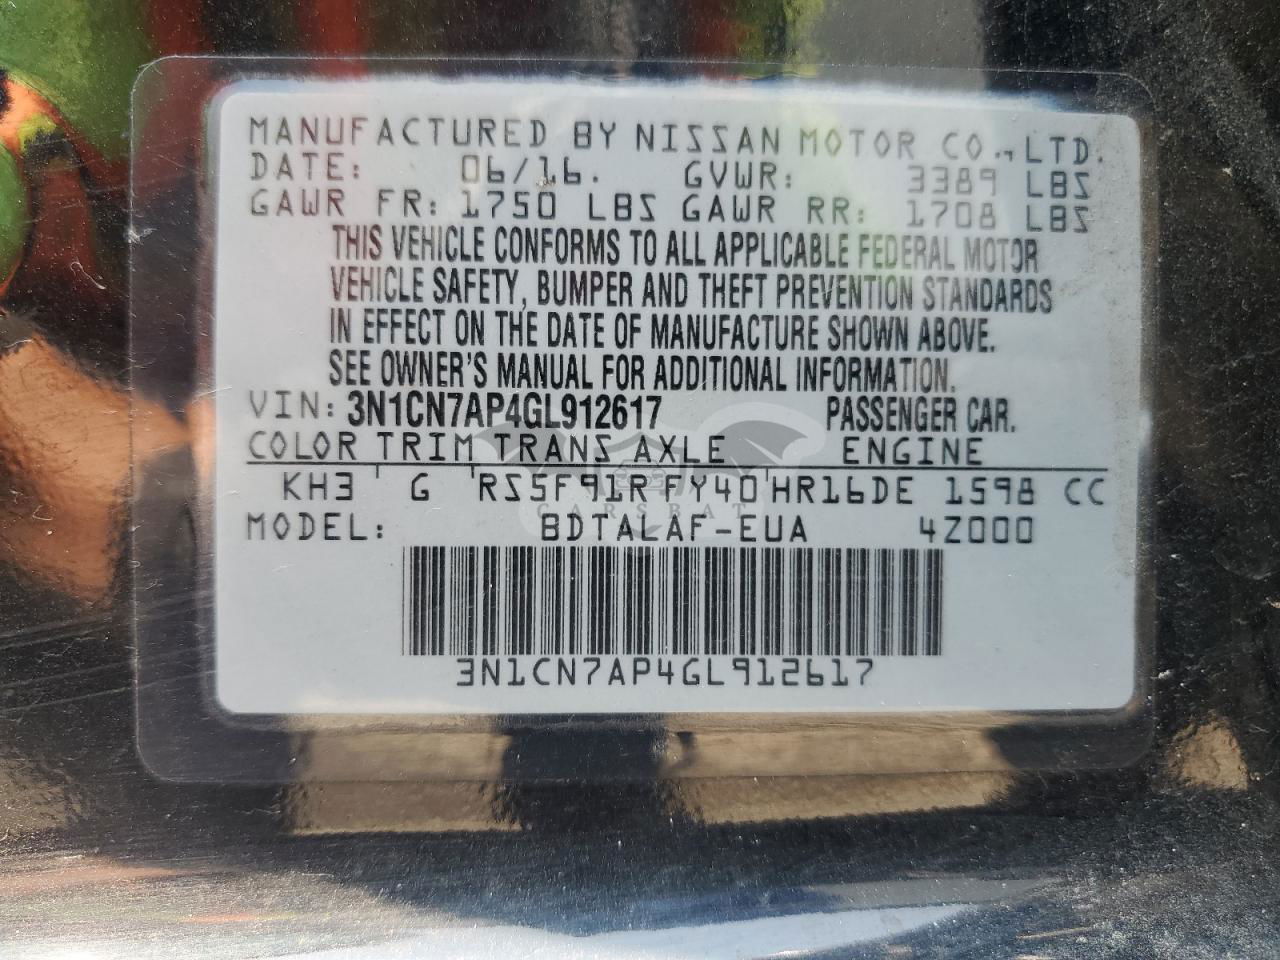 MANUFACTURED BY NISSAN MOTOR CO.,LTD.
DATE: 06/16. GVWR: 3389 LBS
GAWR FR: 1750 LBS GAWR RR: 1708 LBS
THIS VEHICLE CONFORMS TO ALL APPLICABLE FEDERAL MOTOR
VEHICLE SAFETY, BUMPER AND THEFT PREVENTION STANDARDS
IN EFFECT ON THE DATE OF MANUFACTURE SHOWN ABOVE.
SEE OWNER'S MANUAL FOR ADDITIONAL INFORMATION.
VIN: 3N1CN7AP4GL912617 PASSENGER CAR.
COLOR TRIM TRANS AXLE ENGINE
KH3 G RS5F91R FY40 HR16DE 1598 CC
CARSBAT
MODEL: BDTALAF-EUA 4Z000
3N1CN7AP4GL912617